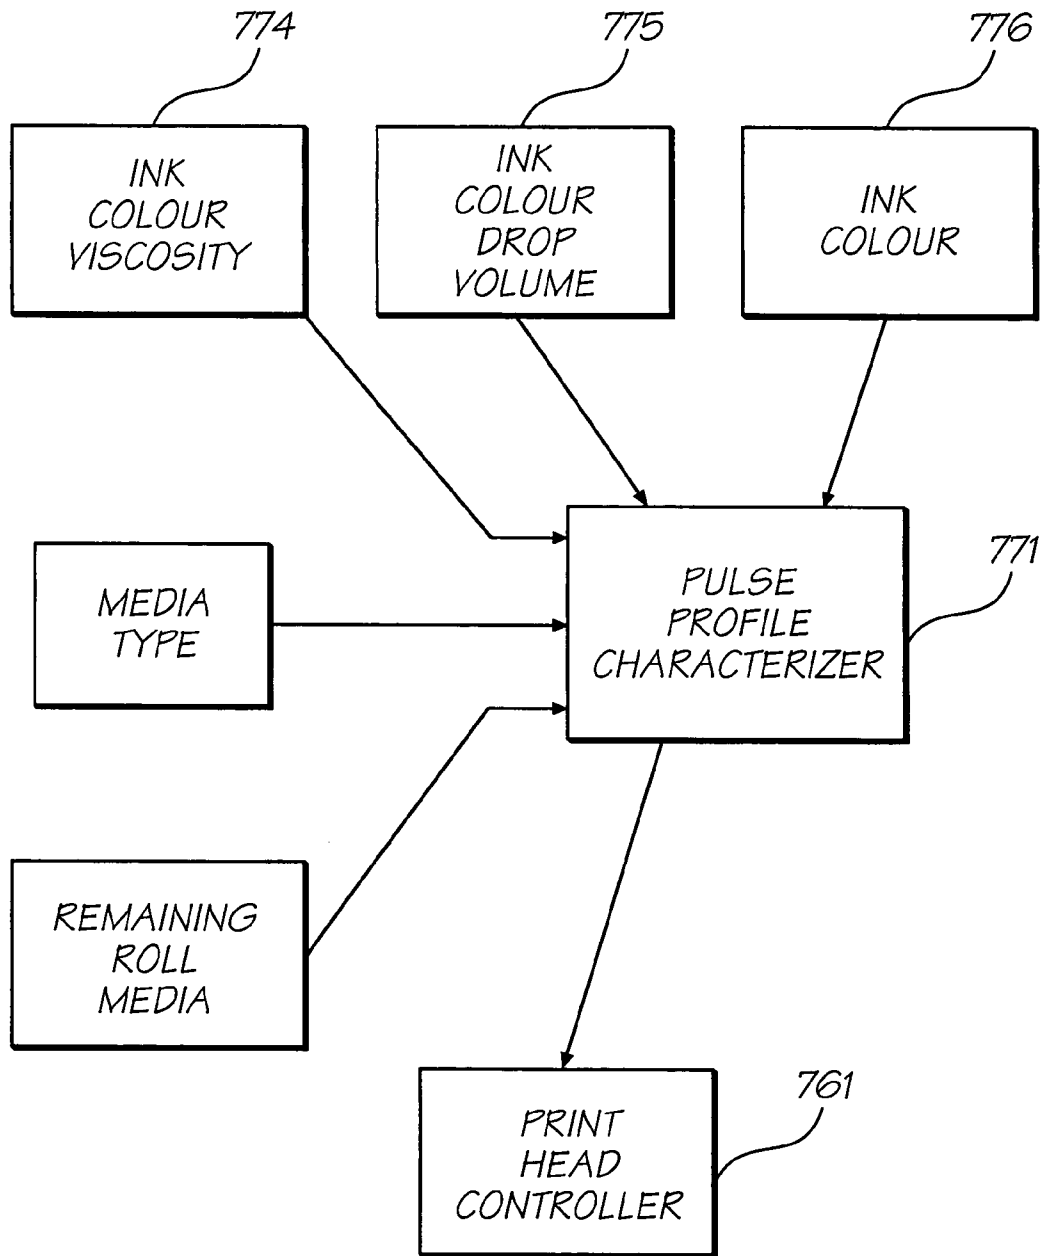 774
775
776
INK
COLOUR
VISCOSITY
INK
COLOUR
DROP
VOLUME
INK
COLOUR
771
MEDIA
TYPE
PULSE
PROFILE
CHARACTERIZER
REMAINING
ROLL
MEDIA
761
PRINT
HEAD
CONTROLLER